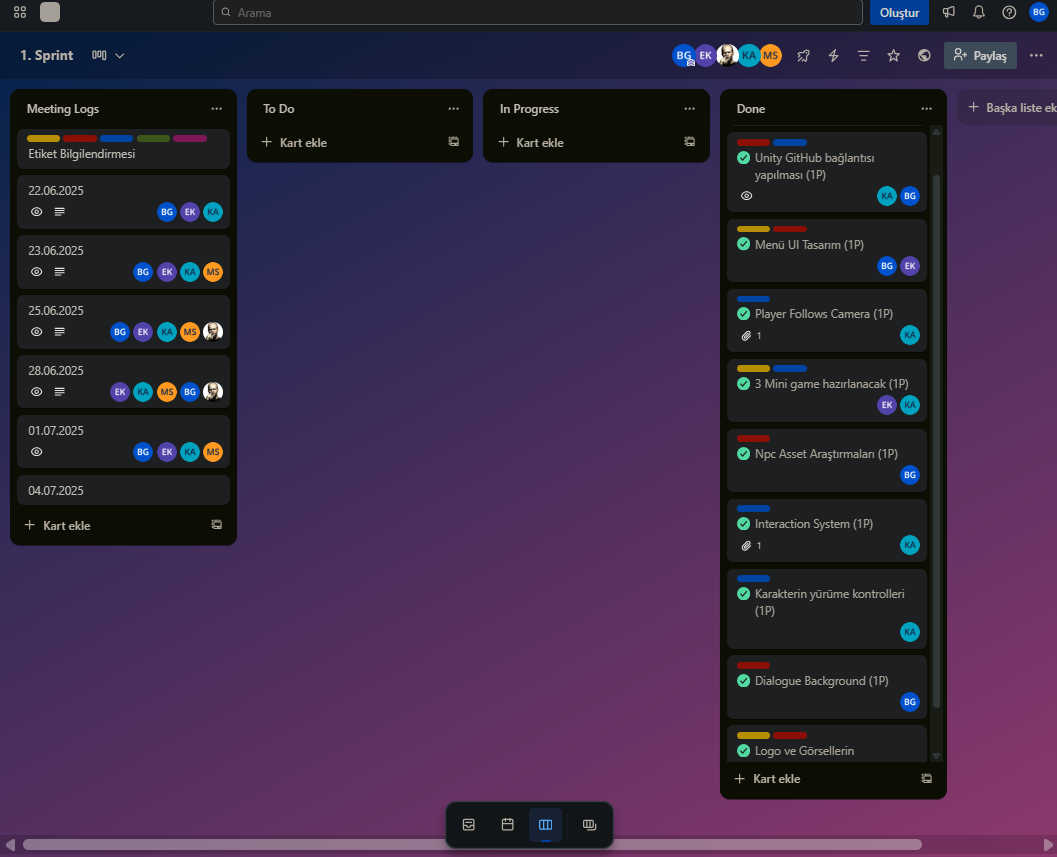 Arama
Oluştur
BG
1. Sprint
BG EK KA MS
Paylaş
Meeting Logs
Etiket Bilgilendirmesi
22.06.2025
BG EK KA
23.06.2025
BG EK KA MS
25.06.2025
BG EK KA MS
28.06.2025
EK KA MS BG
01.07.2025
BG EK KA MS
04.07.2025
Kart ekle
To Do
Kart ekle
In Progress
Kart ekle
Done
Unity GitHub bağlantısı
yapılması (1P)
KA BG
Menü UI Tasarım (1P)
BG EK
Player Follows Camera (1P)
1
KA
3 Mini game hazırlanacak (1P)
EK KA
Npc Asset Araştırmaları (1P)
BG
Interaction System (1P)
1
KA
Karakterin yürüme kontrolleri
(1P)
KA
Dialogue Background (1P)
BG
Logo ve Görsellerin
Kart ekle
Başka liste ek